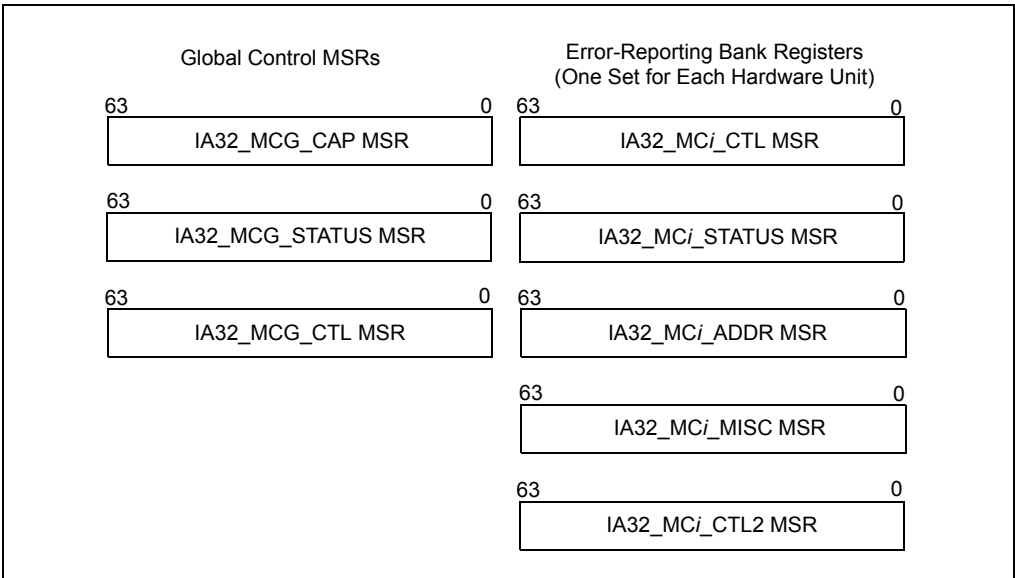 Global Control MSRs
63 0
IA32_MCG_CAP MSR
63 0
IA32_MCG_STATUS MSR
63 0
IA32_MCG_CTL MSR
Error-Reporting Bank Registers
(One Set for Each Hardware Unit)
63 0
IA32_MCi_CTL MSR
63 0
IA32_MCi_STATUS MSR
63 0
IA32_MCi_ADDR MSR
63 0
IA32_MCi_MISC MSR
63 0
IA32_MCi_CTL2 MSR